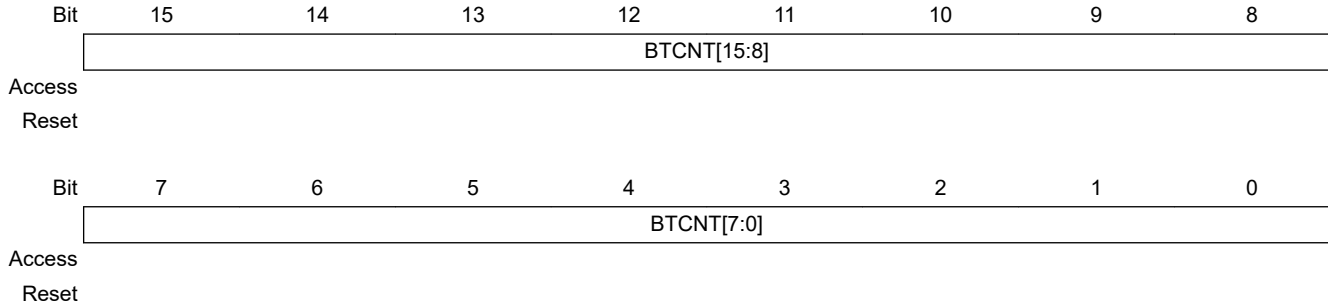 Bit 15 14 13 12 11 10 9 8
BTCNT[15:8]
Access
Reset
Bit 7 6 5 4 3 2 1 0
BTCNT[7:0]
Access
Reset